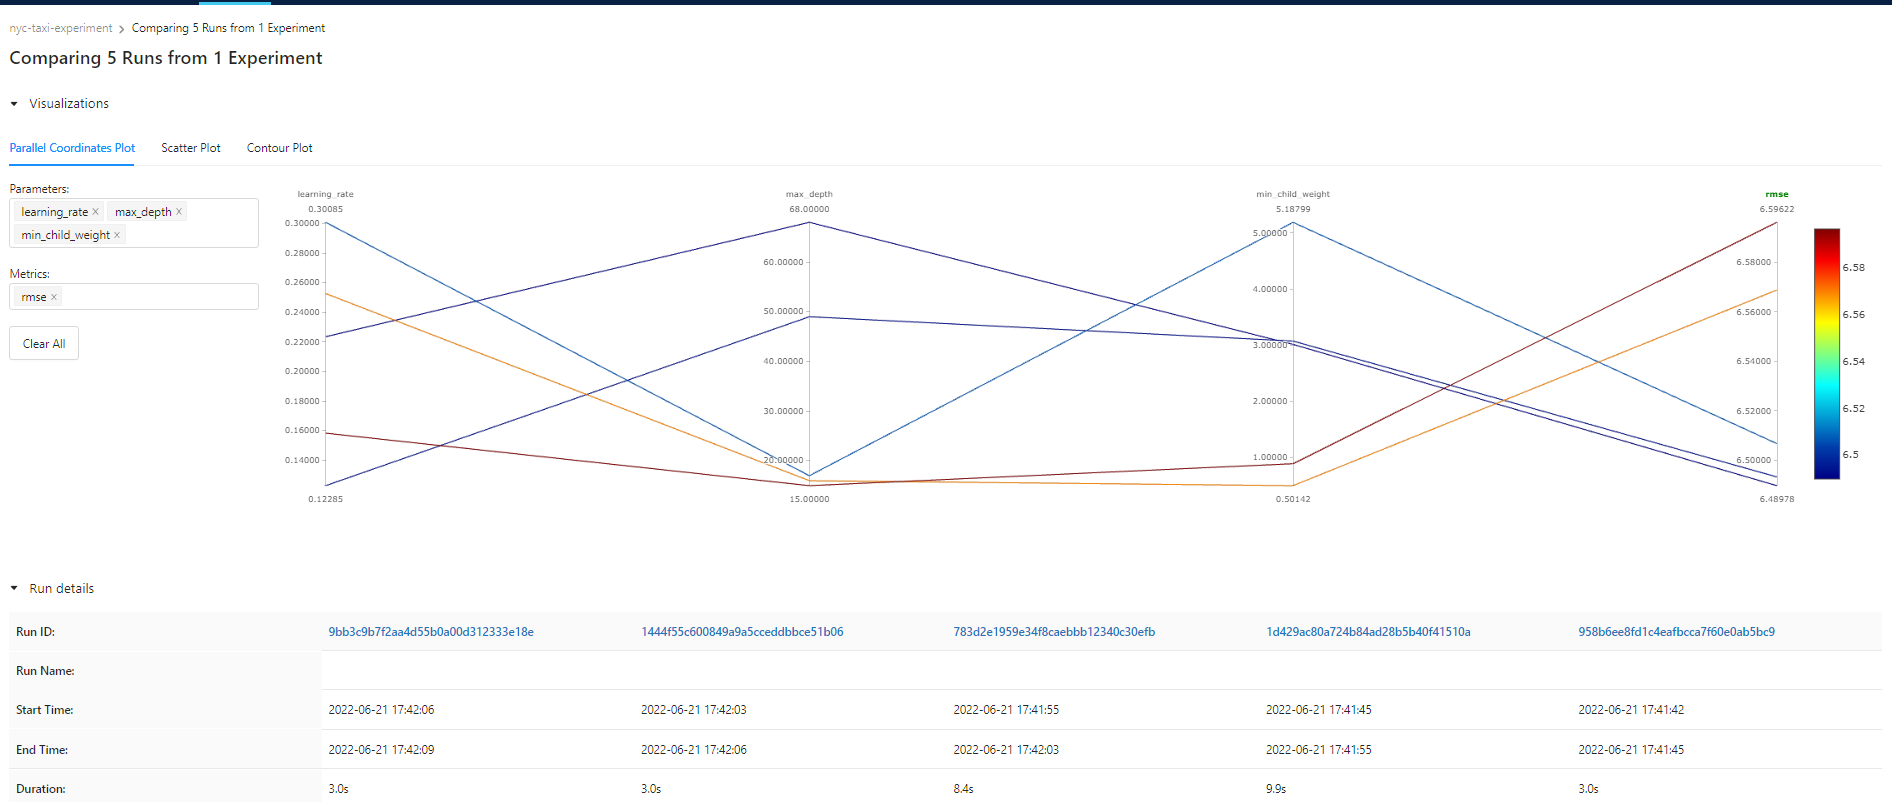 nyc-taxi-experiment > Comparing 5 Runs from 1 Experiment
Comparing 5 Runs from 1 Experiment
Visualizations
Parallel Coordinates Plot Scatter Plot Contour Plot
Parameters:
learning_rate × max_depth ×
min_child_weight ×
Metrics:
rmse ×
Clear All
learning_rate max_depth min_child_weight rmse
0.30085 68.00000 5.18799 6.59622
0.30000
0.28000
0.26000
0.24000
0.22000
0.20000
0.18000
0.16000
0.14000
0.12285
60.00000
50.00000
40.00000
30.00000
20.00000
15.00000
5.00000
4.00000
3.00000
2.00000
1.00000
0.50142
6.58000
6.56000
6.54000
6.52000
6.50000
6.48978
6.58
6.56
6.54
6.52
6.5
Run details
Run ID: 9bb3c9b7f2aa4d55b0a00d312333e18e 1444f55c600849a9a5cceddbbce51b06 783d2e1959e34f8caebbb12340c30efb 1d429ac80a724b84ad28b5b40f41510a 958b6ee8fd1c4eafbcca7f60e0ab5bc9
Run Name:
Start Time: 2022-06-21 17:42:06 2022-06-21 17:42:03 2022-06-21 17:41:55 2022-06-21 17:41:45 2022-06-21 17:41:42
End Time: 2022-06-21 17:42:09 2022-06-21 17:42:06 2022-06-21 17:42:03 2022-06-21 17:41:55 2022-06-21 17:41:45
Duration: 3.0s 3.0s 8.4s 9.9s 3.0s